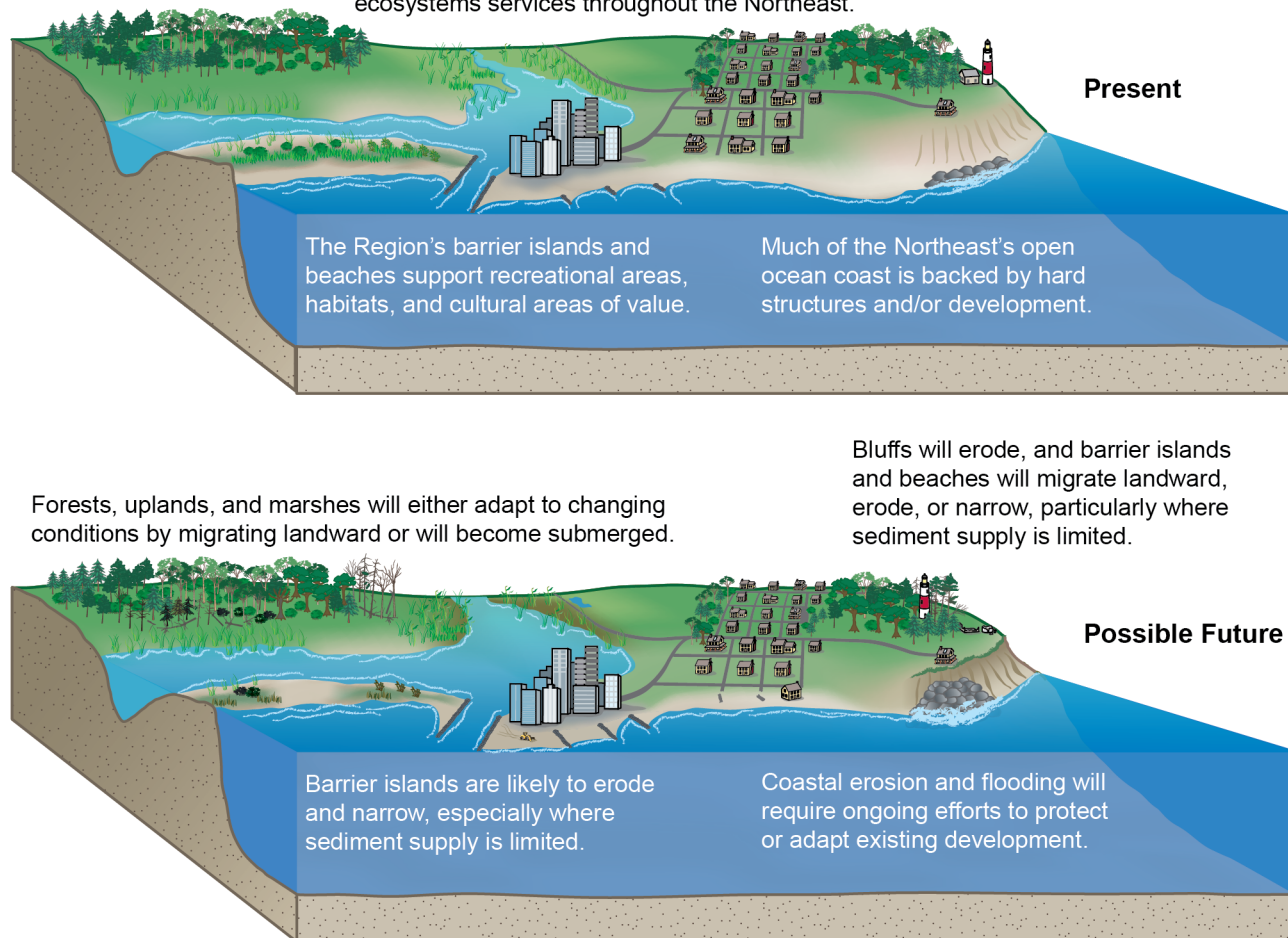 ecosystems services throughout the Northeast.
Present
The Region’s barrier islands and
beaches support recreational areas,
habitats, and cultural areas of value.
Much of the Northeast’s open
ocean coast is backed by hard
structures and/or development.
Bluffs will erode, and barrier islands
and beaches will migrate landward,
erode, or narrow, particularly where
sediment supply is limited.
Forests, uplands, and marshes will either adapt to changing
conditions by migrating landward or will become submerged.
Possible Future
Barrier islands are likely to erode
and narrow, especially where
sediment supply is limited.
Coastal erosion and flooding will
require ongoing efforts to protect
or adapt existing development.